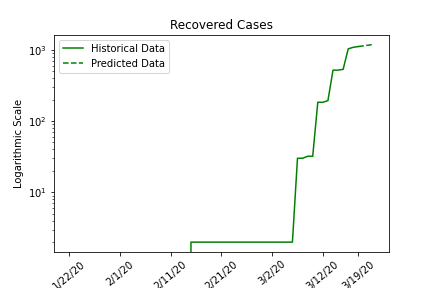 Recovered Cases
Historical Data
Predicted Data
Logarithmic Scale
10³
10²
10¹
1/22/20
2/1/20
2/11/20
2/21/20
3/2/20
3/12/20
3/19/20